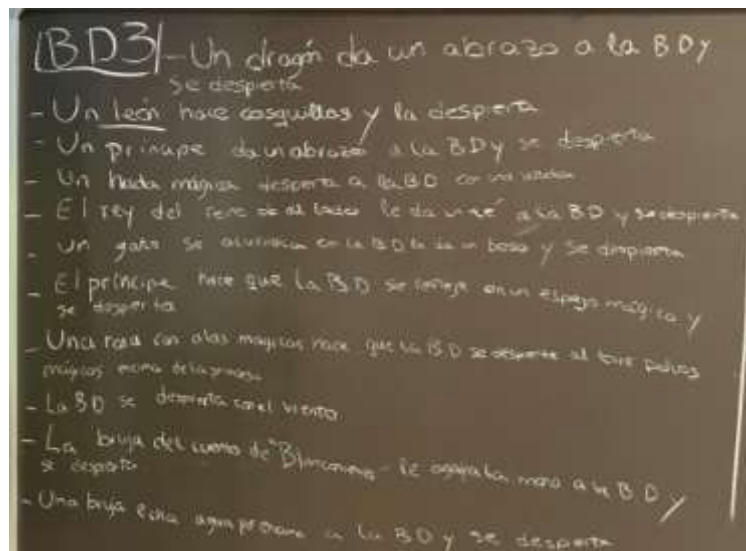 BD3 - Un dragón da un abrazo a la BD y
se despierta
- Un león hace cosquillas y la despierta
- Un príncipe da un abrazo a la BD y se despierta
- Un hada mágica despierta a la BD con una
- El rey del le da a la BD y se despierta
- Un gato se acurruca en la BD le da un beso y se despierta
- El príncipe hace que la BD se refleje en un espejo mágico y
se despierta
- Una rosa con alas mágicas hace que la BD se despierte al polvos
mágicos encima de la
- La BD se despierta con el viento
- La bruja del cuento de "Blancanieves" le agarra la mano a la BD y
se despierta
- Una bruja echa agua a la BD y se despierta